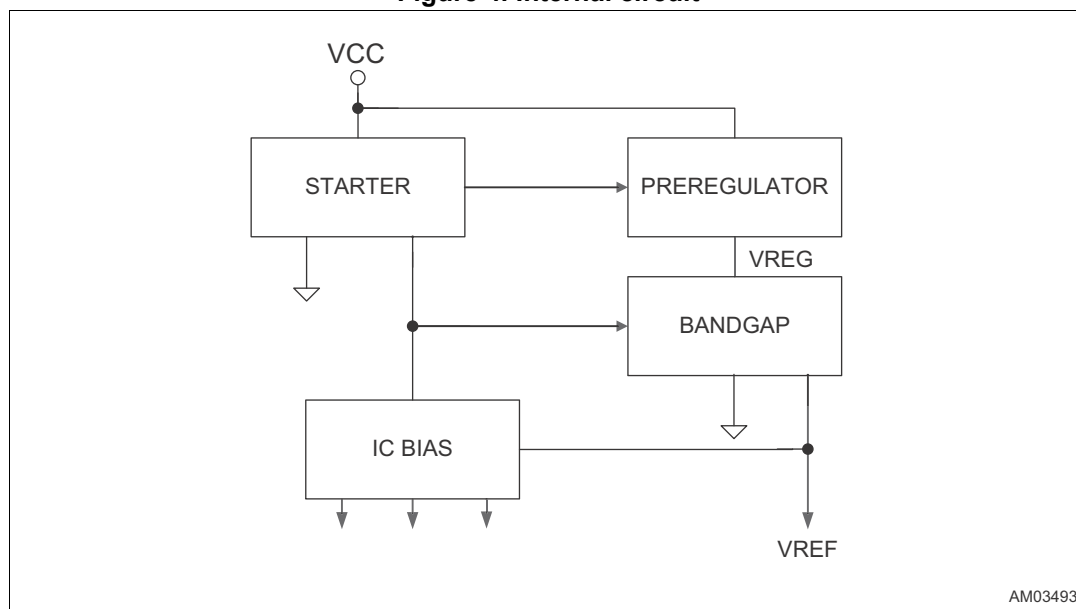 VCC
STARTER
PREREGULATOR
VREG
BANDGAP
IC BIAS
VREF
AM03493